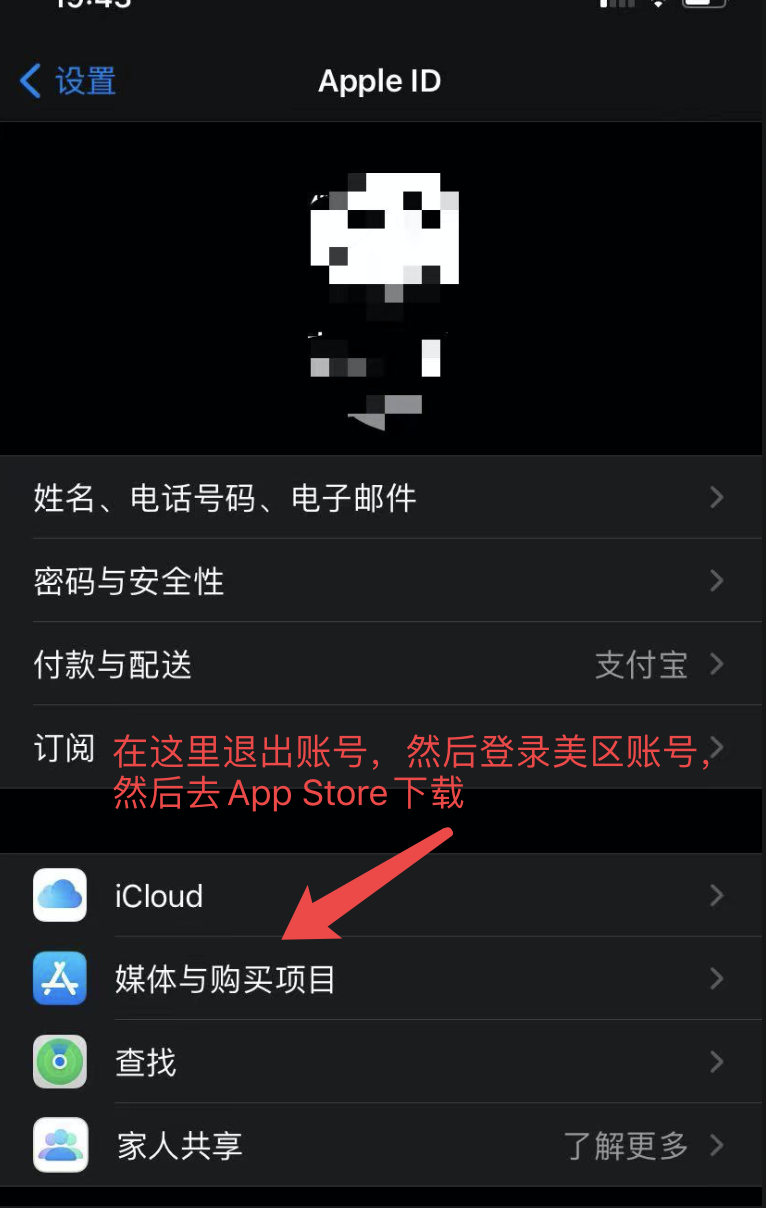 设置
Apple ID
姓名、电话号码、电子邮件
密码与安全性
付款与配送
支付宝
订阅
在这里退出账号，然后登录美区账号，
然后去 App Store 下载
iCloud
媒体与购买项目
查找
家人共享
了解更多